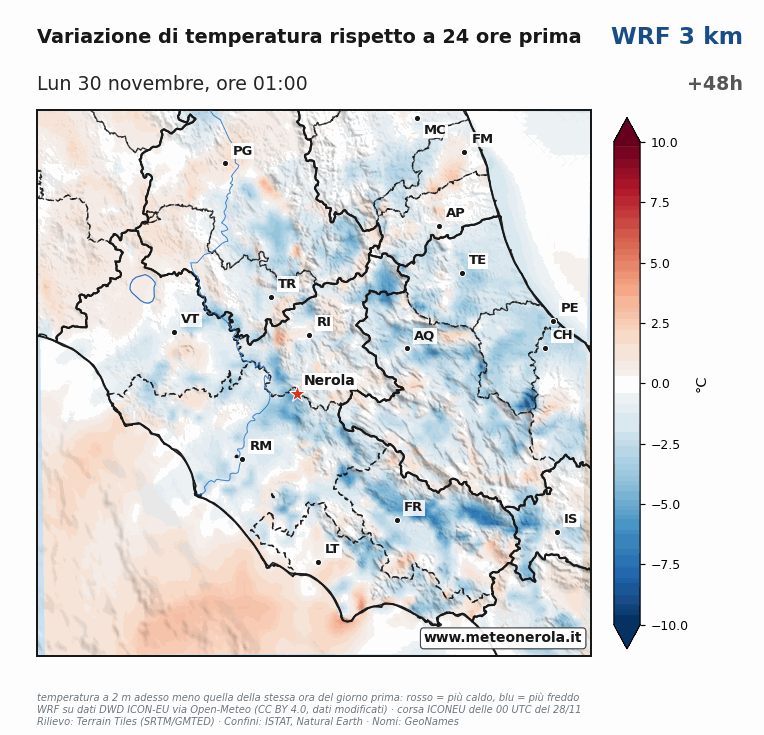 Variazione di temperatura rispetto a 24 ore prima
WRF 3 km
Lun 30 novembre, ore 01:00
+48h
MC
FM
PG
AP
TE
TR
PE
VT
RI
AQ
CH
Nerola
RM
FR
IS
LT
www.meteonerola.it
10.0
7.5
5.0
2.5
0.0
−2.5
−5.0
−7.5
−10.0
°C
temperatura a 2 m adesso meno quella della stessa ora del giorno prima: rosso = più caldo, blu = più freddo
WRF su dati DWD ICON-EU via Open-Meteo (CC BY 4.0, dati modificati) · corsa ICONEU delle 00 UTC del 28/11
Rilievo: Terrain Tiles (SRTM/GMTED) · Confini: ISTAT, Natural Earth · Nomi: GeoNames